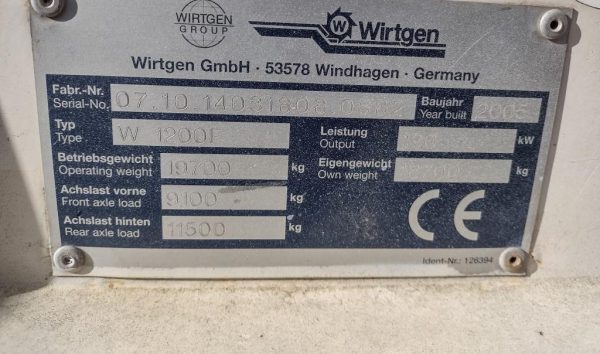 WIRTGEN
GROUP
Wirtgen
Wirtgen GmbH · 53578 Windhagen · Germany
Fabr.-Nr.
Serial-No.
07.10
Baujahr
Year built
2005
Typ
Type
W 1200F
Leistung
Output
kW
Betriebsgewicht
Operating weight
19700
kg
Eigengewicht
Own weight
kg
Achslast vorne
Front axle load
9100
kg
Achslast hinten
Rear axle load
11500
kg
CE
Ident-Nr.: 126394